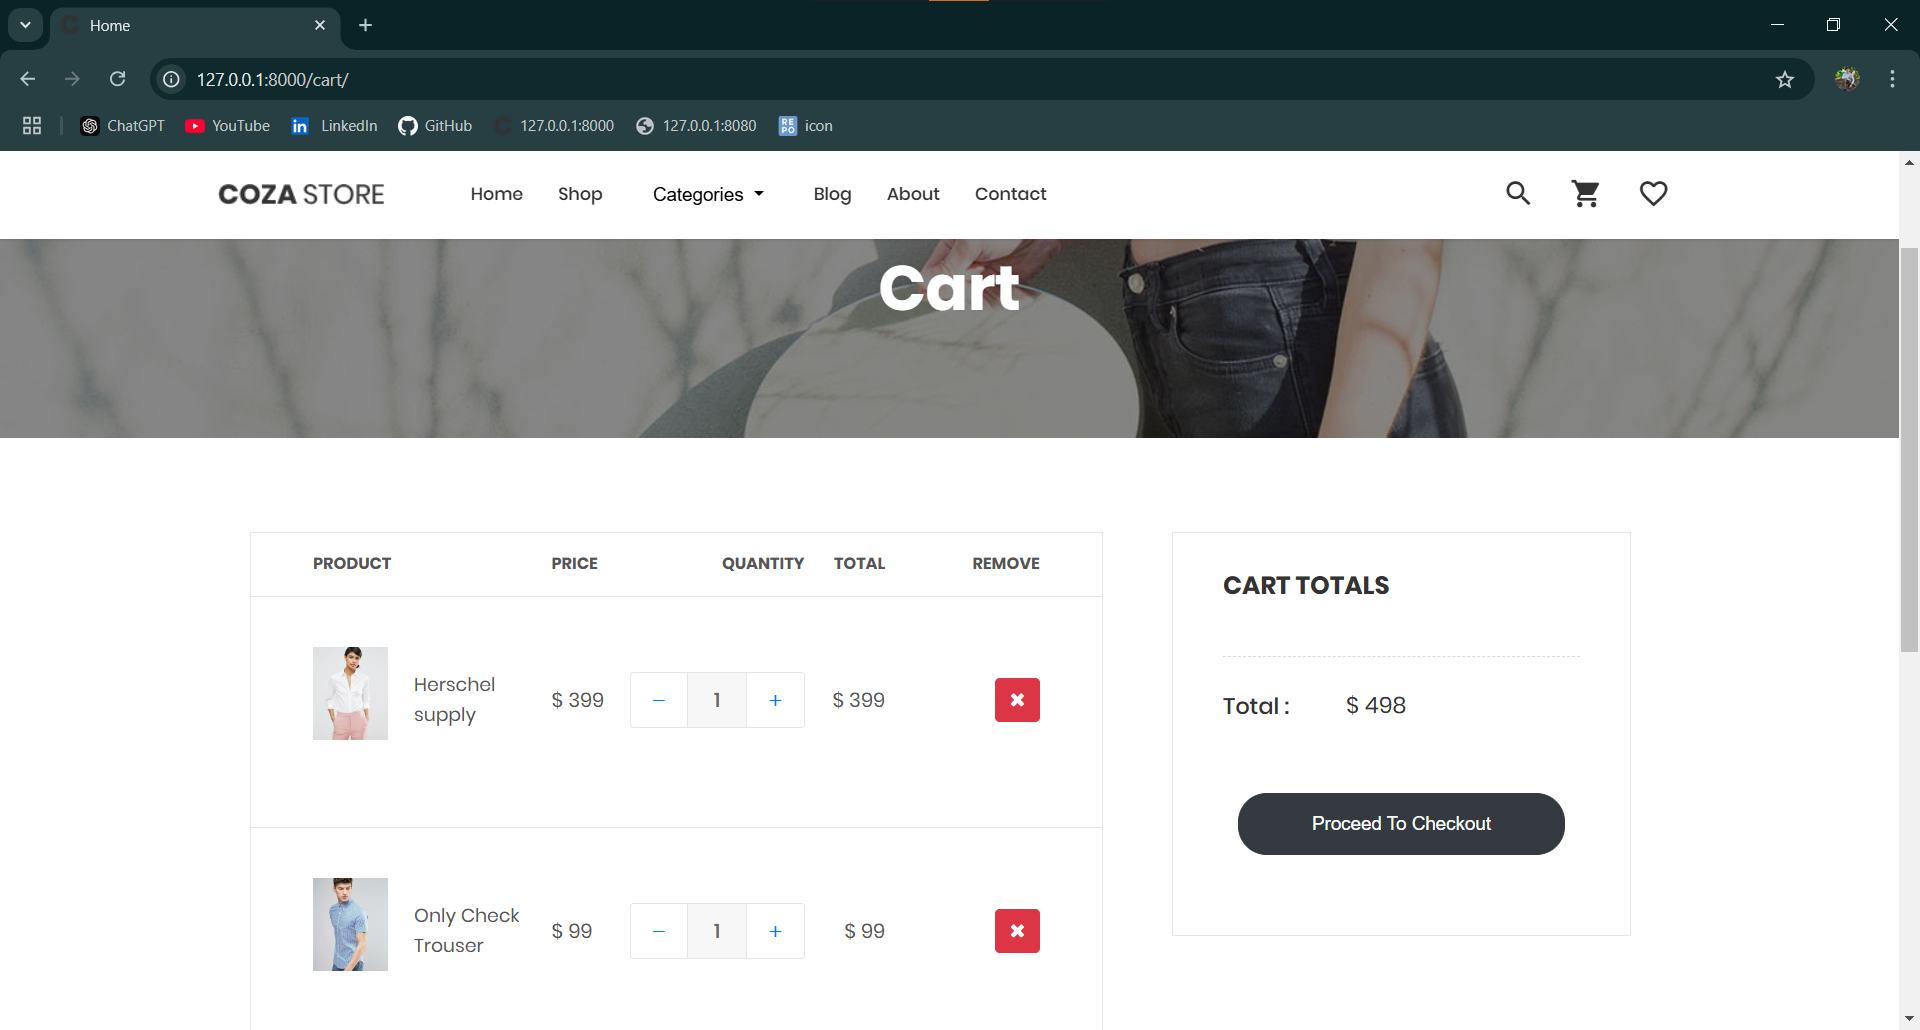 Home
127.0.0.1:8000/cart/
ChatGPT YouTube LinkedIn GitHub 127.0.0.1:8000 127.0.0.1:8080 REPO icon
COZA STORE Home Shop Categories Blog About Contact
Cart
PRODUCT PRICE QUANTITY TOTAL REMOVE
Herschel supply
$ 399 − 1 + $ 399
Only Check Trouser
$ 99 − 1 + $ 99
CART TOTALS
Total : $ 498
Proceed To Checkout